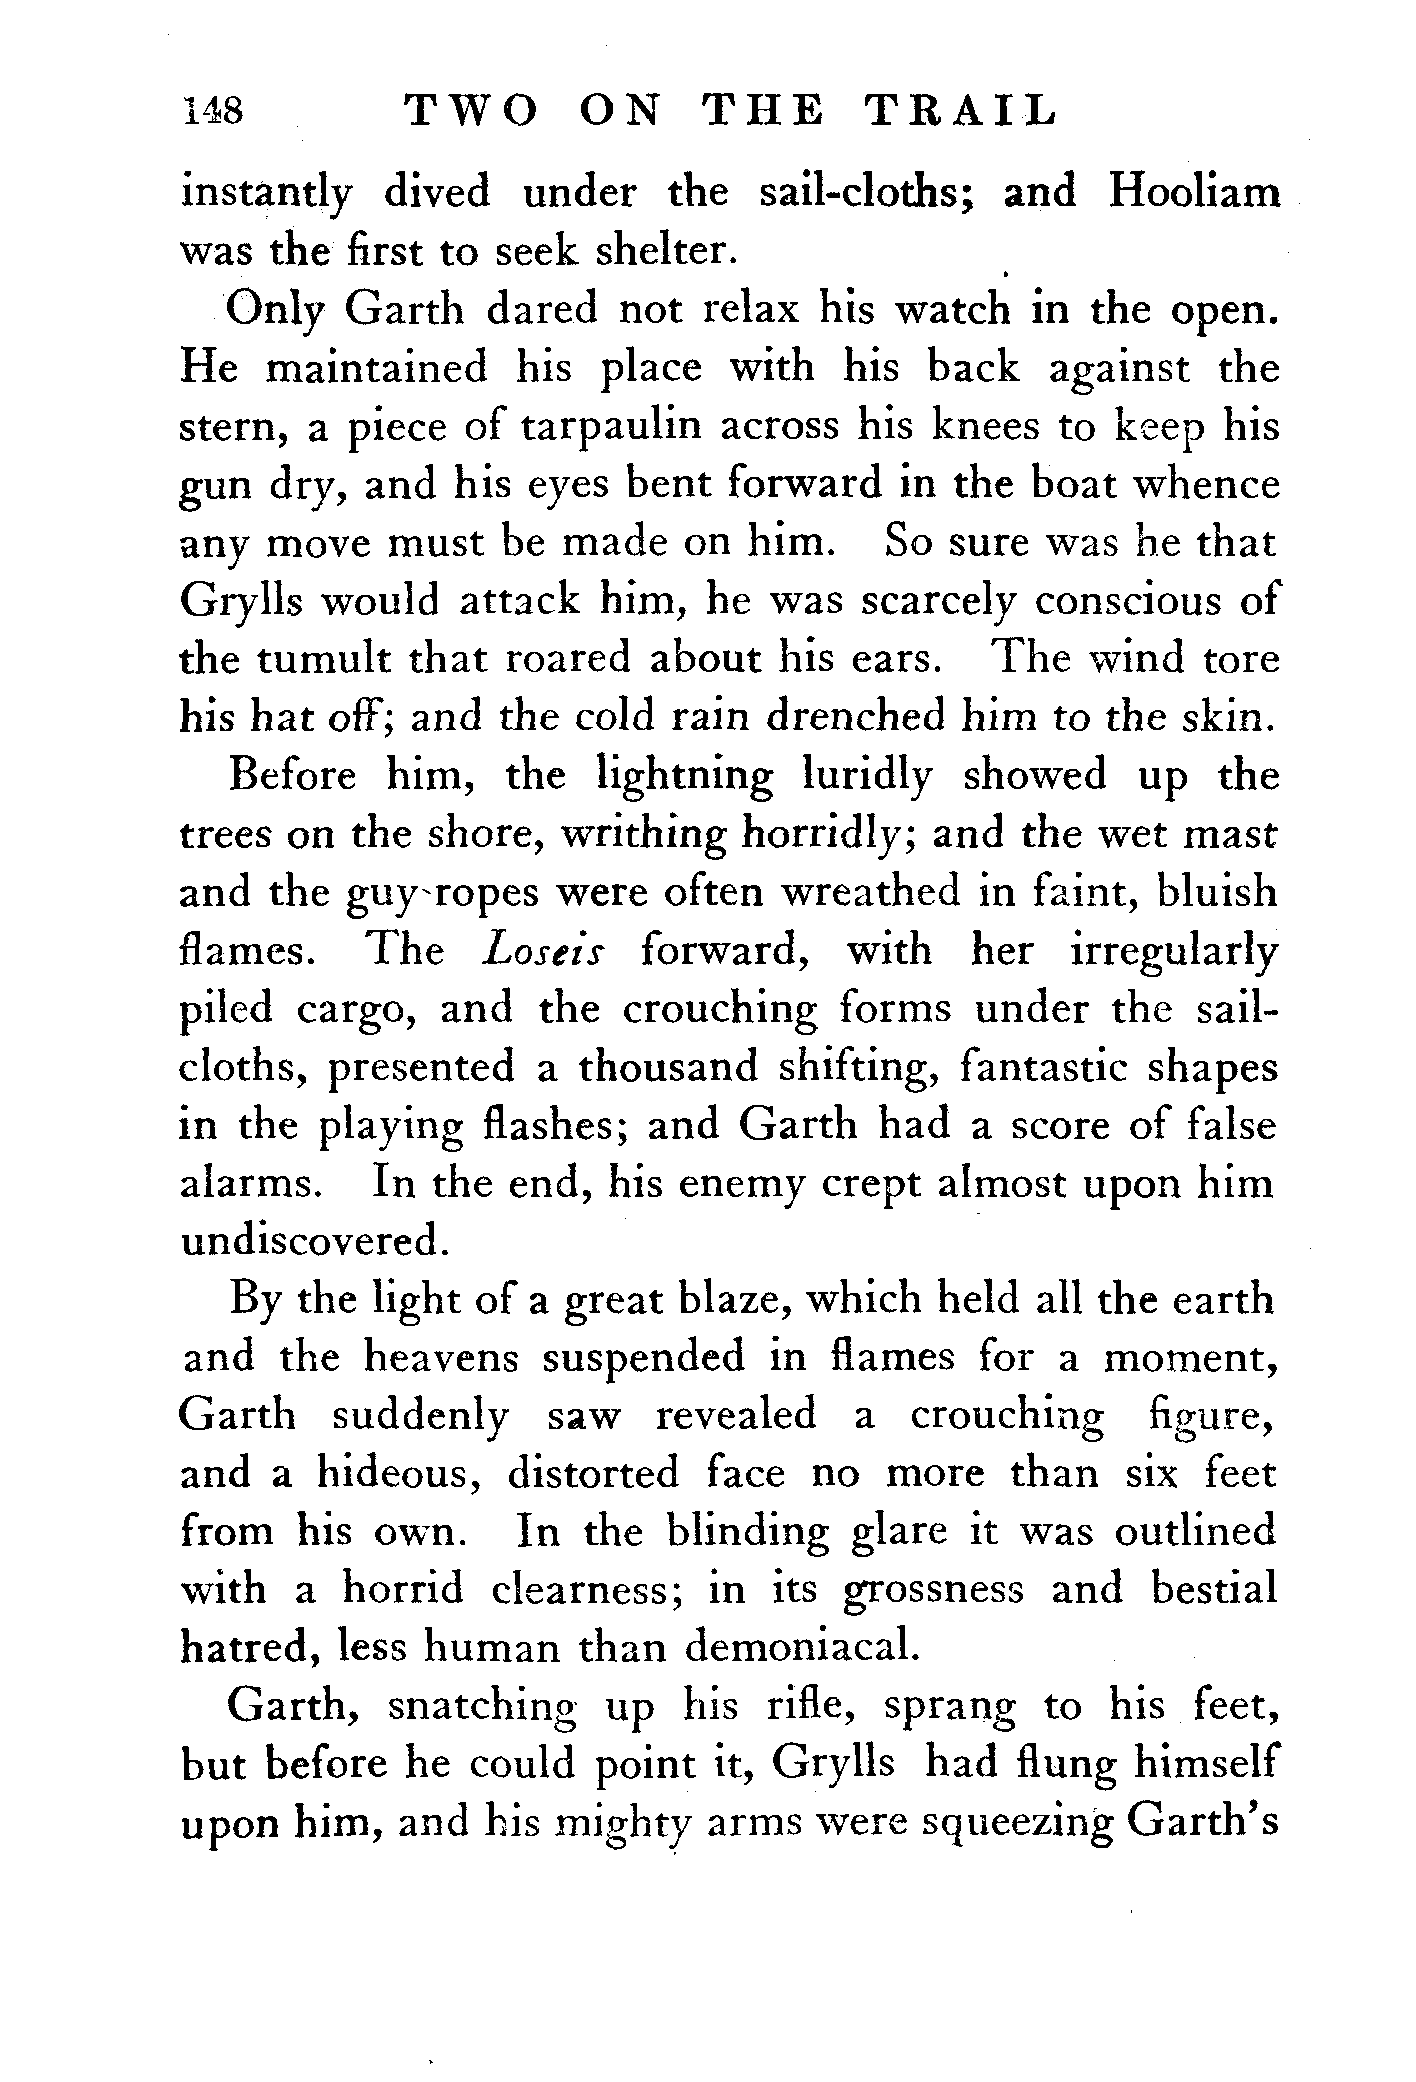 148 TWO ON THE TRAIL
instantly dived under the sail-cloths; and Hooliam
was the first to seek shelter.
Only Garth dared not relax his watch in the open.
He maintained his place with his back against the
stern, a piece of tarpaulin across his knees to keep his
gun dry, and his eyes bent forward in the boat whence
any move must be made on him. So sure was he that
Grylls would attack him, he was scarcely conscious of
the tumult that roared about his ears. The wind tore
his hat off; and the cold rain drenched him to the skin.
Before him, the lightning luridly showed up the
trees on the shore, writhing horridly; and the wet mast
and the guy-ropes were often wreathed in faint, bluish
flames. The Loseis forward, with her irregularly
piled cargo, and the crouching forms under the sail-
cloths, presented a thousand shifting, fantastic shapes
in the playing flashes; and Garth had a score of false
alarms. In the end, his enemy crept almost upon him
undiscovered.
By the light of a great blaze, which held all the earth
and the heavens suspended in flames for a moment,
Garth suddenly saw revealed a crouching figure,
and a hideous, distorted face no more than six feet
from his own. In the blinding glare it was outlined
with a horrid clearness; in its grossness and bestial
hatred, less human than demoniacal.
Garth, snatching up his rifle, sprang to his feet,
but before he could point it, Grylls had flung himself
upon him, and his mighty arms were squeezing Garth's